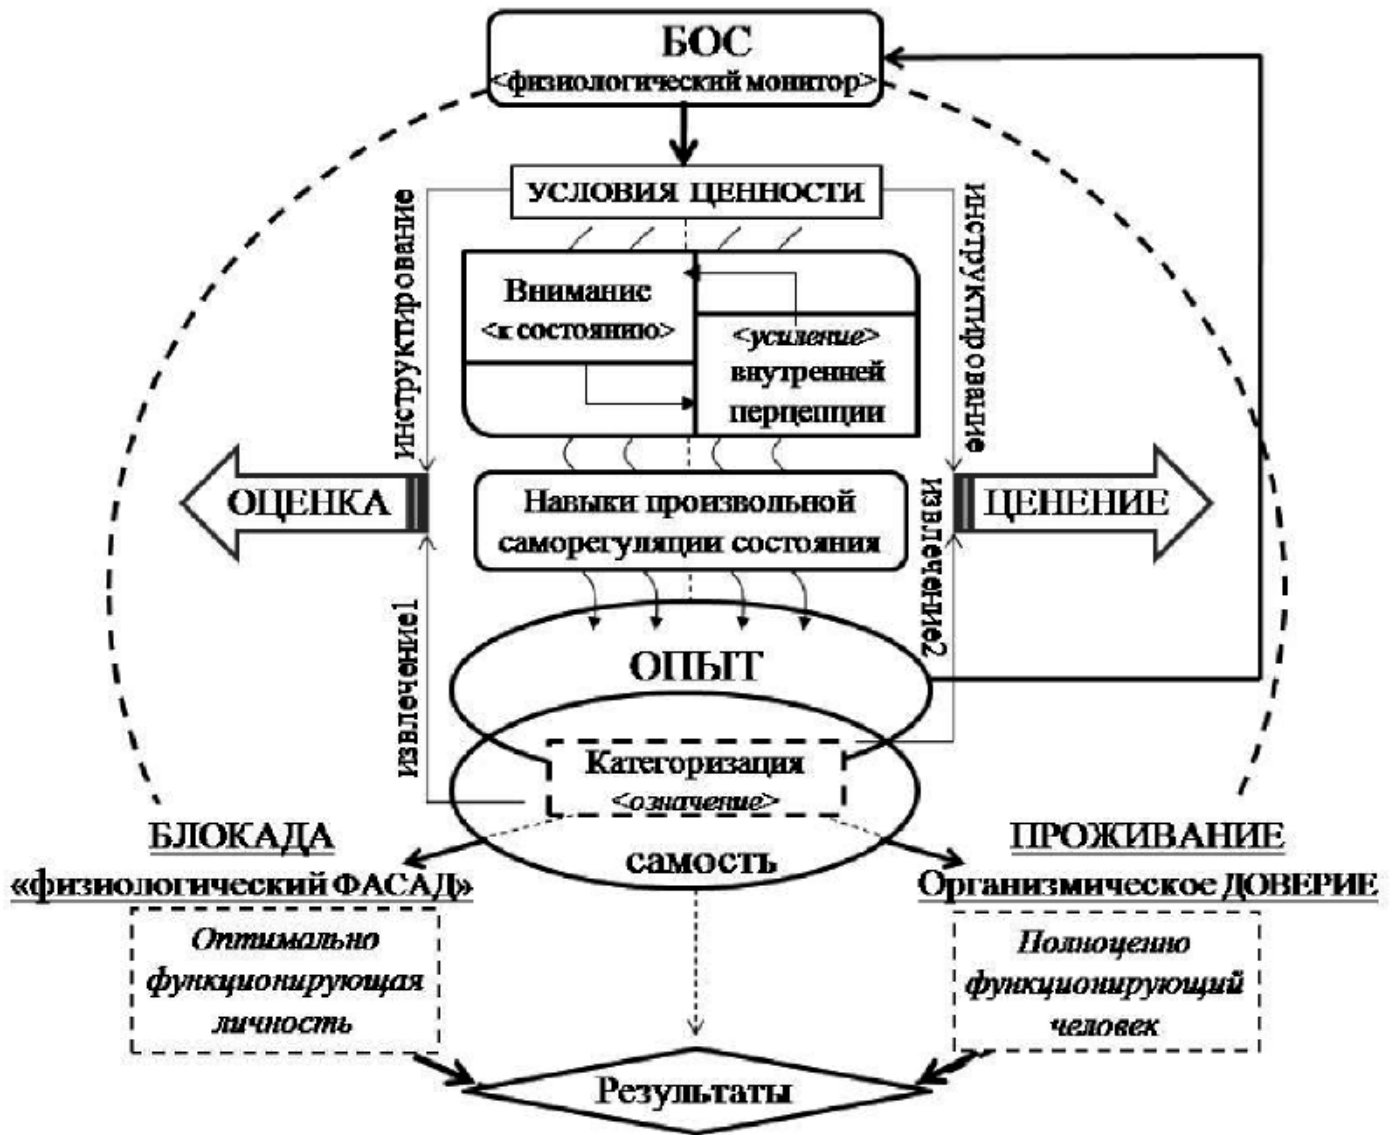 БОС
<физиологический монитор>
УСЛОВИЯ ЦЕННОСТИ
инструктирование
инструктирование
Внимание
<к состоянию>
<усиление>
внутренней
перцепции
ОЦЕНКА
Навыки произвольной
саморегуляции состояния
ЦЕНЕНИЕ
извлечение1
извлечение2
ОПЫТ
Категоризация
<означение>
самость
БЛОКАДА
«физиологический ФАСАД»
Оптимально
функционирующая
личность
ПРОЖИВАНИЕ
Организмическое ДОВЕРИЕ
Полноценно
функционирующий
человек
Результаты